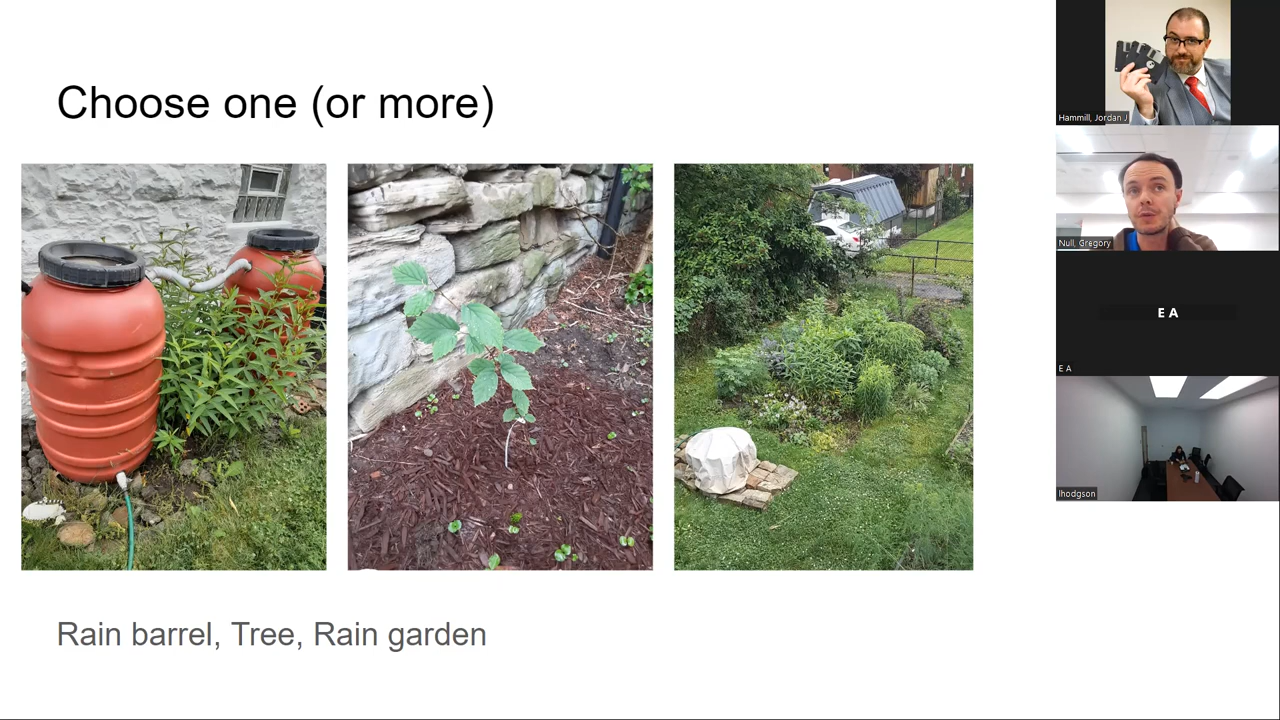 Choose one (or more)
Rain barrel, Tree, Rain garden
Hammill, Jordan J
Null, Gregory
E A
E A
lhodgson